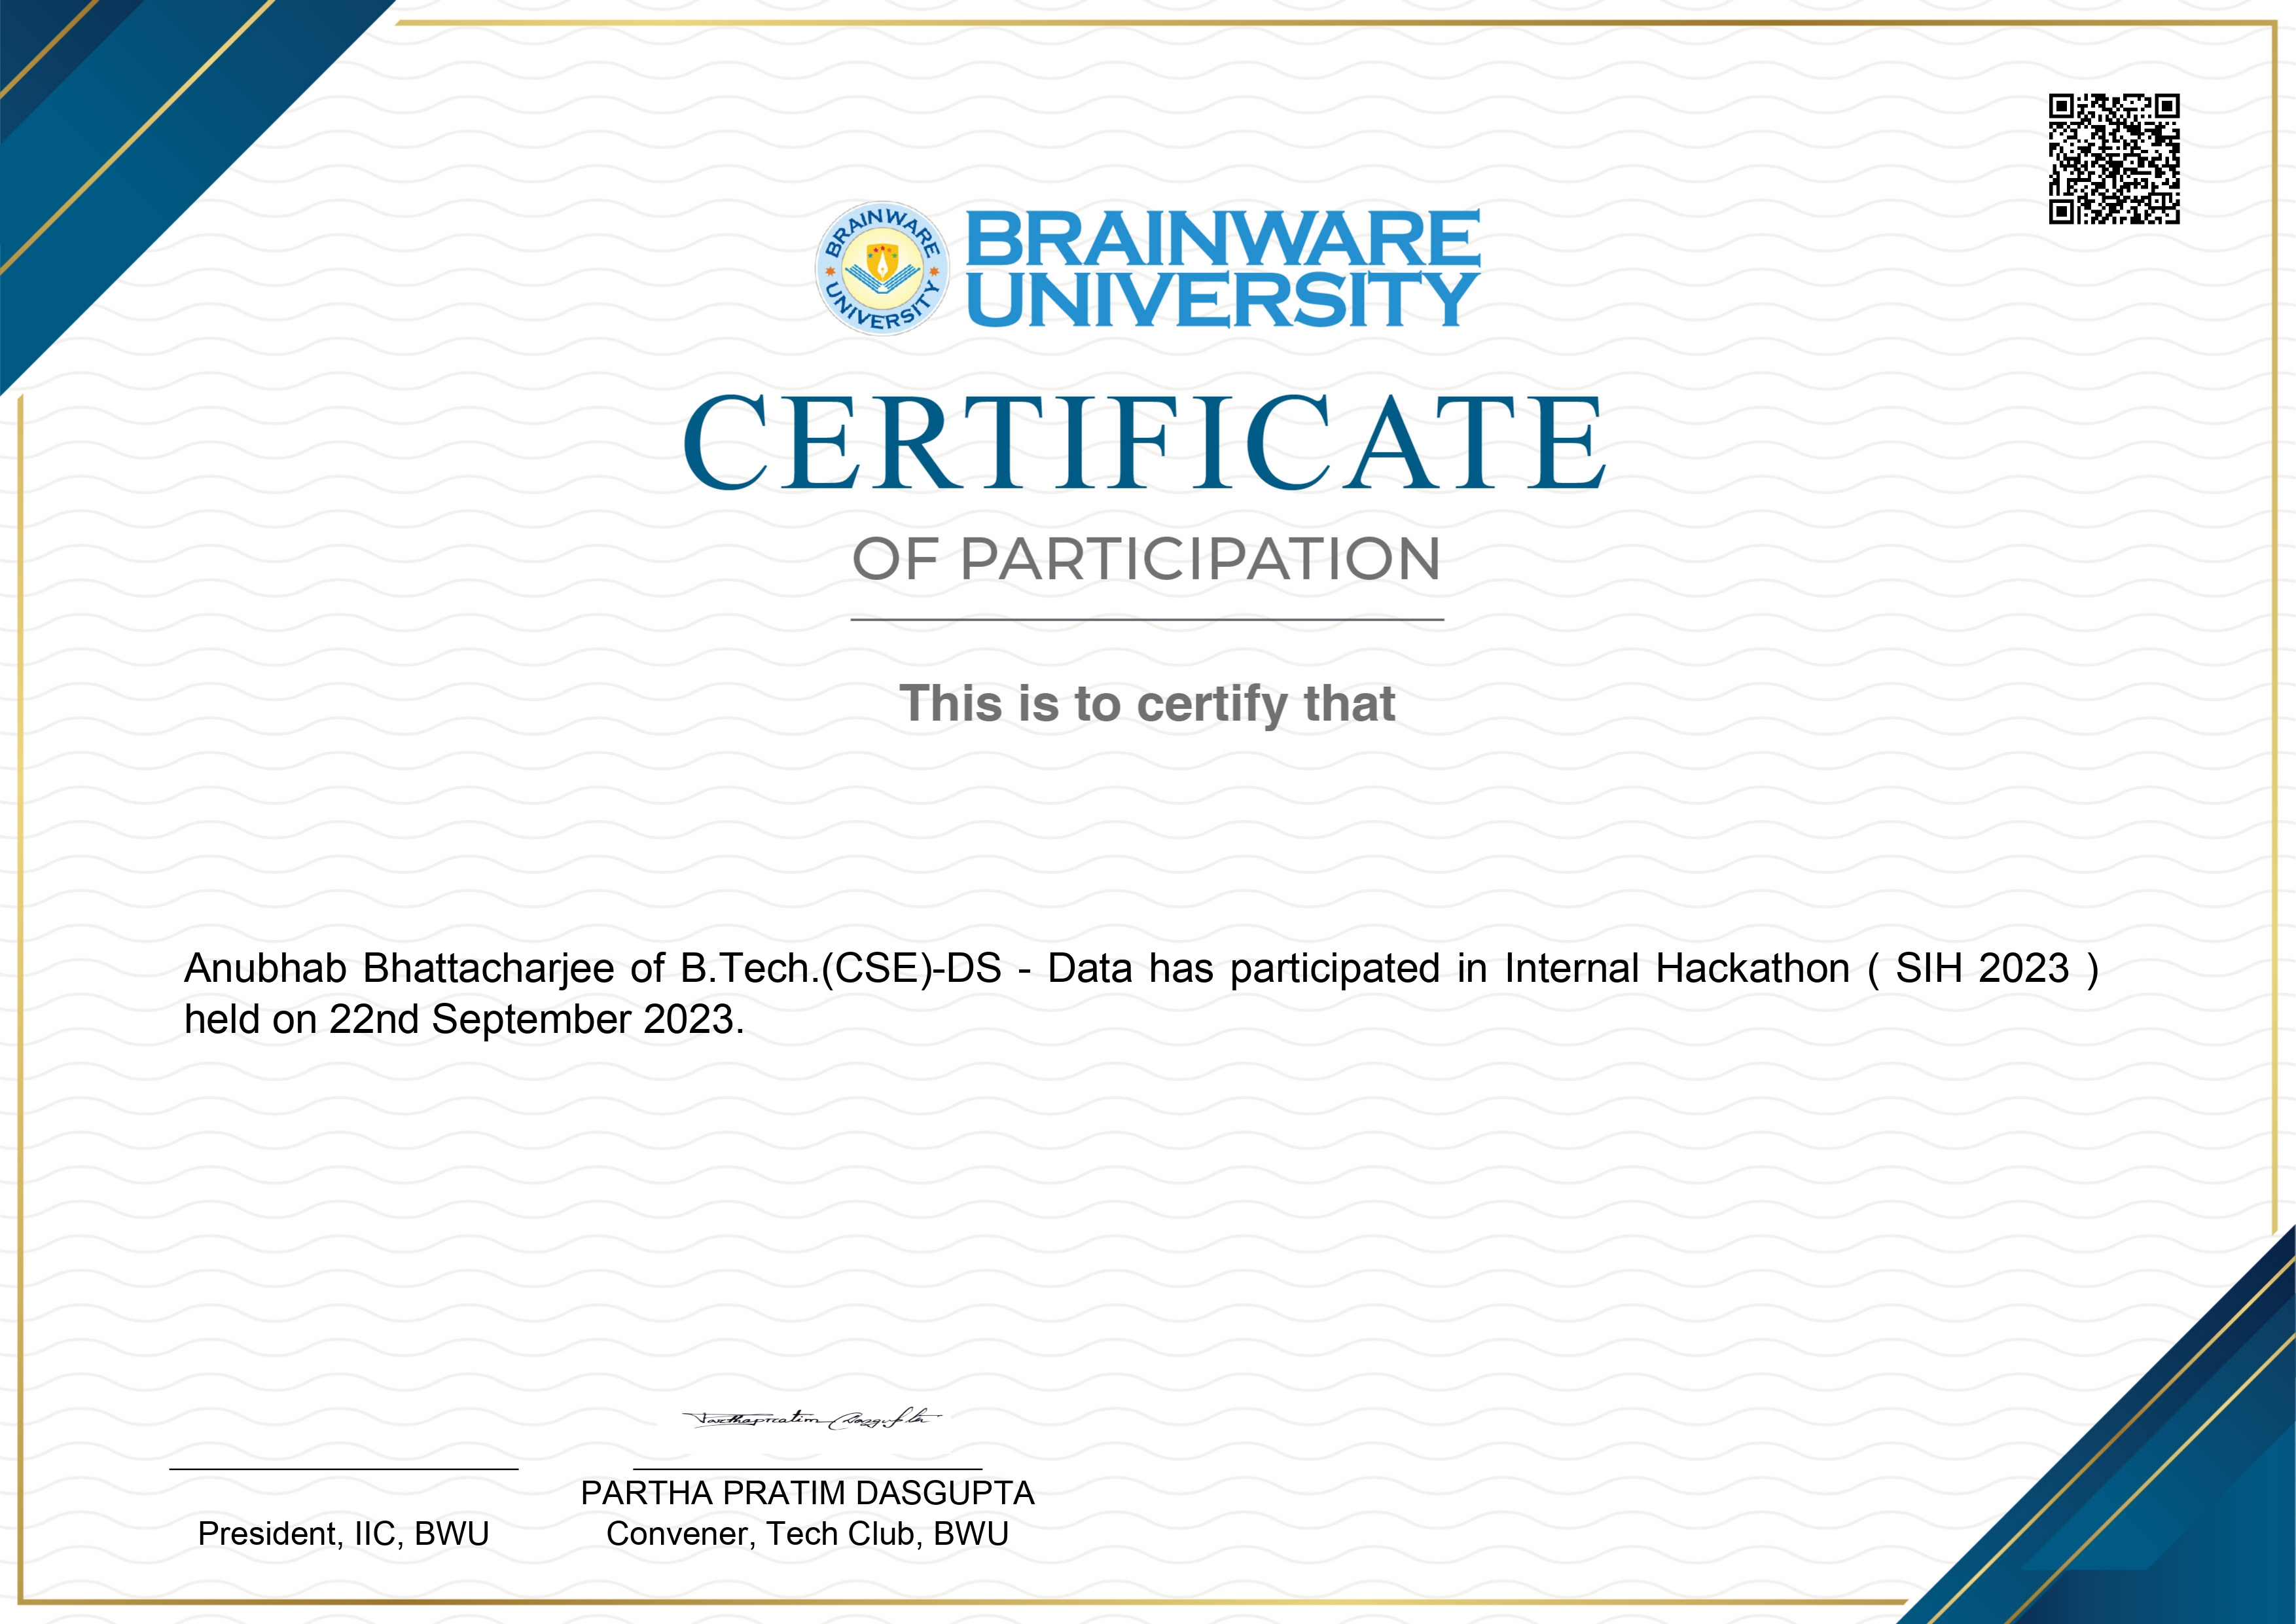 BRAINWARE UNIVERSITY
BRAINWARE
UNIVERSITY
CERTIFICATE
OF PARTICIPATION
This is to certify that
Anubhab Bhattacharjee of B.Tech.(CSE)-DS - Data has participated in Internal Hackathon ( SIH 2023 )
held on 22nd September 2023.
Parthapratim Dasgupta
PARTHA PRATIM DASGUPTA
President, IIC, BWU
Convener, Tech Club, BWU